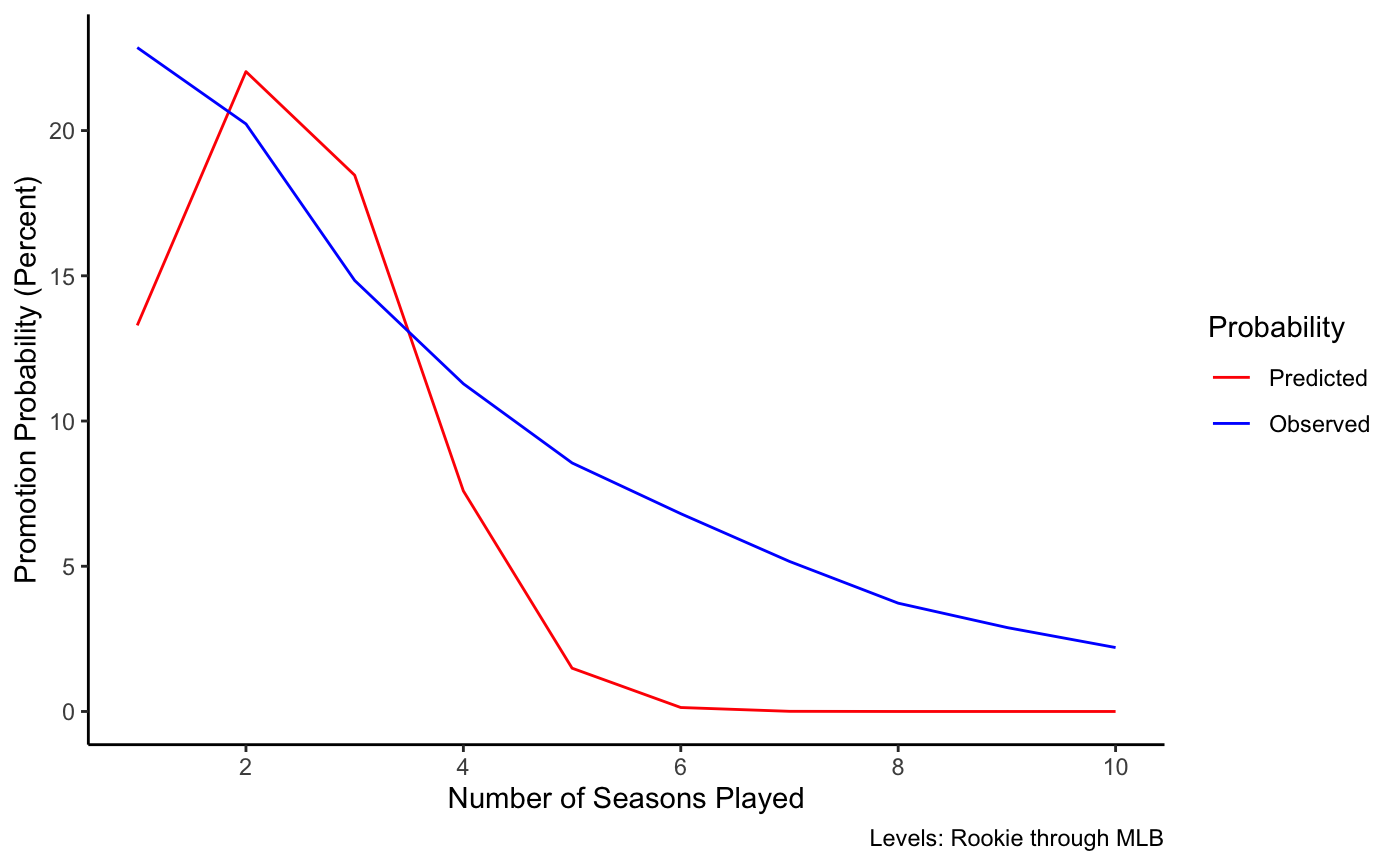 Promotion Probability (Percent)
20
15
10
5
0
2 4 6 8 10
Number of Seasons Played
Levels: Rookie through MLB
Probability
Predicted
Observed